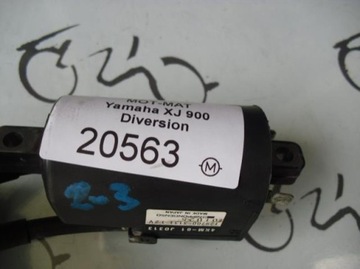 MOT-MAT
Yamaha XJ 900
Diversion
20563
M
2-3